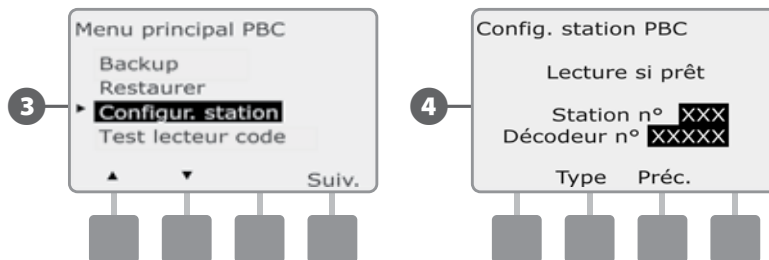 Menu principal PBC
Backup
Restaurer
3
Configur. station
Test lecteur code
Suiv.
Config. station PBC
Lecture si prêt
4
Station n° XXX
Décodeur n° XXXXX
Type Préc.